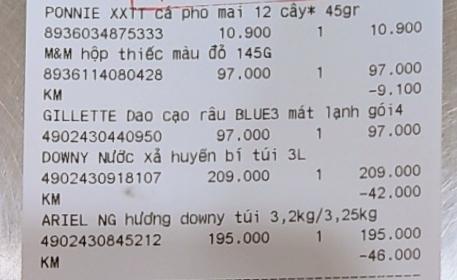 PONNIE XXTT cá phô mai 12 cây* 45gr
8936034875333 10.900 1 10.900
M&M hộp thiếc màu đỏ 145G
8936114080428 97.000 1 97.000
KM -9.100
GILLETTE Dao cạo râu BLUE3 mát lạnh gói4
4902430440950 97.000 1 97.000
DOWNY Nước xả huyền bí túi 3L
4902430918107 209.000 1 209.000
KM -42.000
ARIEL NG hương downy túi 3,2kg/3,25kg
4902430845212 195.000 1 195.000
KM -46.000